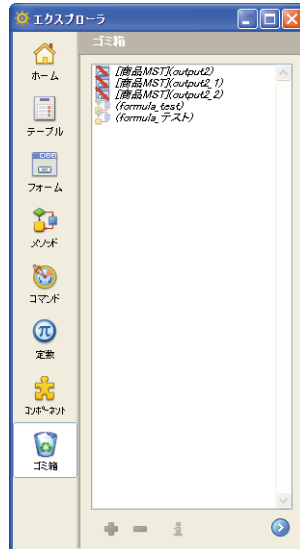 エクスプローラ
ゴミ箱
ホーム
テーブル
フォーム
メソッド
コマンド
定数
コンポーネント
ゴミ箱
[商品MST](output2)
[商品MST](output2_1)
[商品MST](output2_2)
(formula_test)
(formula_テスト)